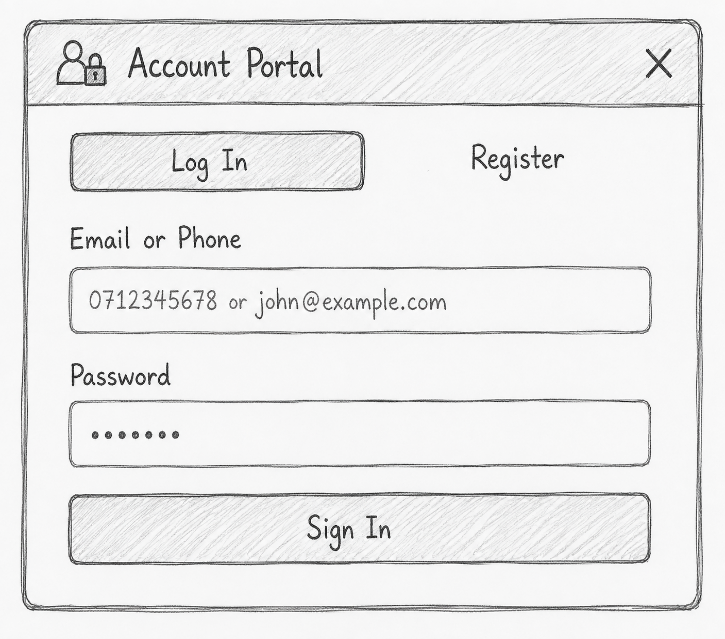 Account Portal
Log In
Register
Email or Phone
0712345678 or john@example.com
Password
Sign In